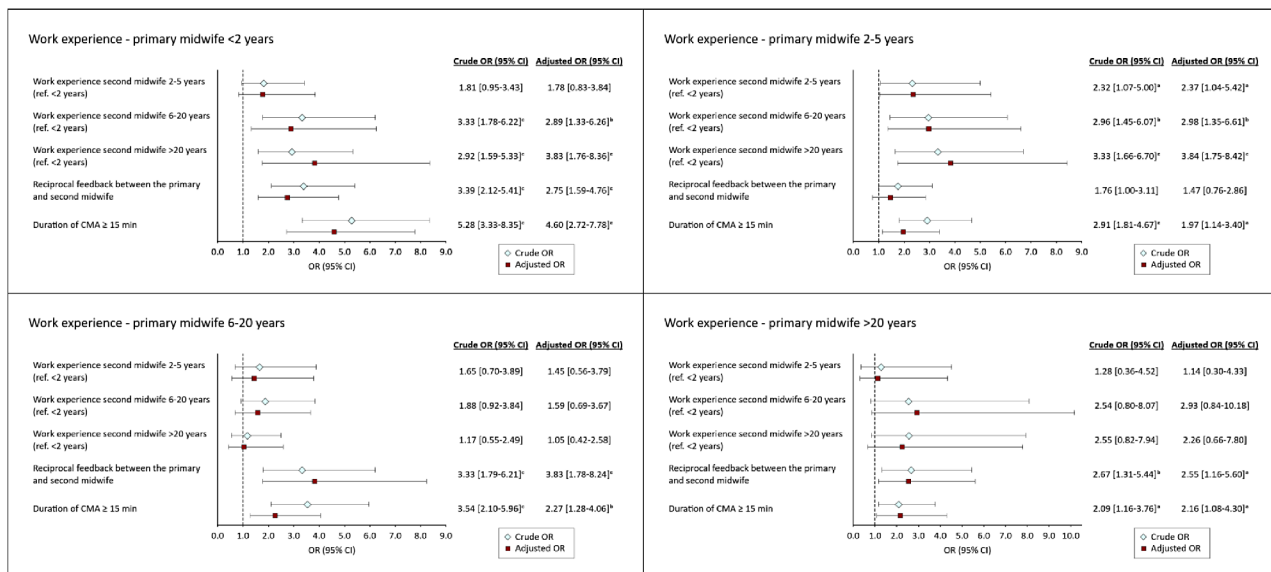 Work experience - primary midwife <2 years
Crude OR (95% CI) Adjusted OR (95% CI)
Work experience second midwife 2-5 years
(ref. <2 years)
1.81 [0.95-3.43] 1.78 [0.83-3.84]
Work experience second midwife 6-20 years
(ref. <2 years)
3.33 [1.78-6.22]ᶜ 2.89 [1.33-6.26]ᵇ
Work experience second midwife >20 years
(ref. <2 years)
2.92 [1.59-5.33]ᶜ 3.83 [1.76-8.36]ᶜ
Reciprocal feedback between the primary
and second midwife
3.39 [2.12-5.41]ᶜ 2.75 [1.59-4.76]ᶜ
Duration of CMA ≥ 15 min
5.28 [3.33-8.35]ᶜ 4.60 [2.72-7.78]ᶜ
0.0 1.0 2.0 3.0 4.0 5.0 6.0 7.0 8.0 9.0
OR (95% CI)
Crude OR
Adjusted OR
Work experience - primary midwife 2-5 years
Crude OR (95% CI) Adjusted OR (95% CI)
Work experience second midwife 2-5 years
(ref. <2 years)
2.32 [1.07-5.00]ᵃ 2.37 [1.04-5.42]ᵃ
Work experience second midwife 6-20 years
(ref. <2 years)
2.96 [1.45-6.07]ᵇ 2.98 [1.35-6.61]ᵇ
Work experience second midwife >20 years
(ref. <2 years)
3.33 [1.66-6.70]ᶜ 3.84 [1.75-8.42]ᶜ
Reciprocal feedback between the primary
and second midwife
1.76 [1.00-3.11] 1.47 [0.76-2.86]
Duration of CMA ≥ 15 min
2.91 [1.81-4.67]ᶜ 1.97 [1.14-3.40]ᵃ
0.0 1.0 2.0 3.0 4.0 5.0 6.0 7.0 8.0 9.0
OR (95% CI)
Crude OR
Adjusted OR
Work experience - primary midwife 6-20 years
Crude OR (95% CI) Adjusted OR (95% CI)
Work experience second midwife 2-5 years
(ref. <2 years)
1.65 [0.70-3.89] 1.45 [0.56-3.79]
Work experience second midwife 6-20 years
(ref. <2 years)
1.88 [0.92-3.84] 1.59 [0.69-3.67]
Work experience second midwife >20 years
(ref. <2 years)
1.17 [0.55-2.49] 1.05 [0.42-2.58]
Reciprocal feedback between the primary
and second midwife
3.33 [1.79-6.21]ᶜ 3.83 [1.78-8.24]ᶜ
Duration of CMA ≥ 15 min
3.54 [2.10-5.96]ᶜ 2.27 [1.28-4.06]ᵇ
0.0 1.0 2.0 3.0 4.0 5.0 6.0 7.0 8.0 9.0
OR (95% CI)
Crude OR
Adjusted OR
Work experience - primary midwife >20 years
Crude OR (95% CI) Adjusted OR (95% CI)
Work experience second midwife 2-5 years
(ref. <2 years)
1.28 [0.36-4.52] 1.14 [0.30-4.33]
Work experience second midwife 6-20 years
(ref. <2 years)
2.54 [0.80-8.07] 2.93 [0.84-10.18]
Work experience second midwife >20 years
(ref. <2 years)
2.55 [0.82-7.94] 2.26 [0.66-7.80]
Reciprocal feedback between the primary
and second midwife
2.67 [1.31-5.44]ᵇ 2.55 [1.16-5.60]ᵃ
Duration of CMA ≥ 15 min
2.09 [1.16-3.76]ᵃ 2.16 [1.08-4.30]ᵃ
0.0 1.0 2.0 3.0 4.0 5.0 6.0 7.0 8.0 9.0 10.0
OR (95% CI)
Crude OR
Adjusted OR